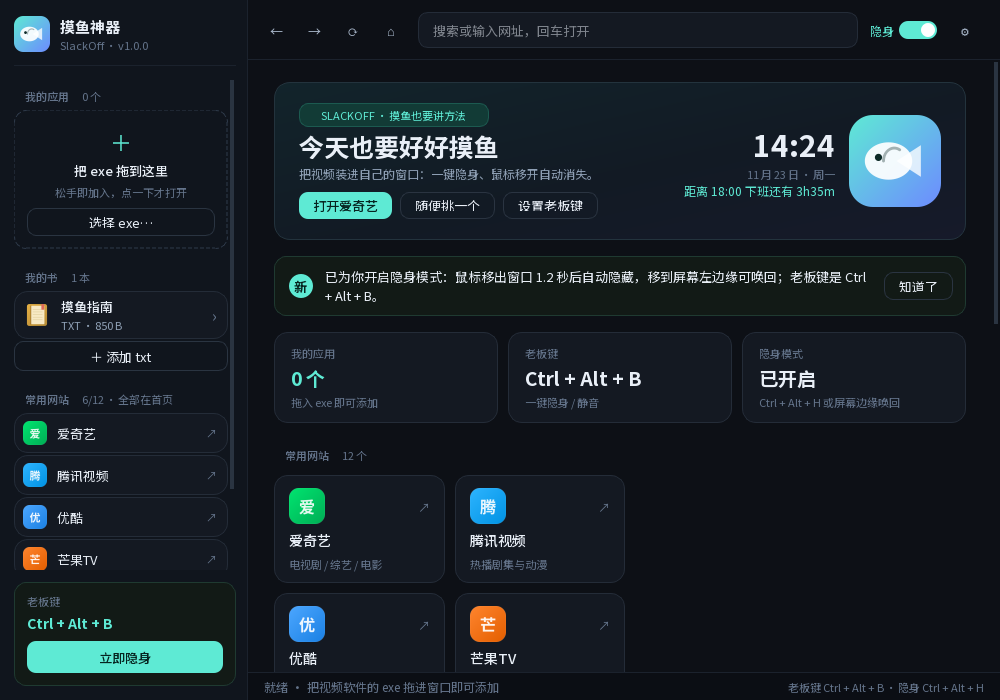 摸鱼神器
SlackOff · v1.0.0
我的应用 0 个
+
把 exe 拖到这里
松手即加入，点一下才打开
选择 exe…
我的书 1 本
摸鱼指南
TXT · 850 B
›
+ 添加 txt
常用网站 6/12 · 全部在首页
爱 爱奇艺 ↗
腾 腾讯视频 ↗
优 优酷 ↗
芒 芒果TV ↗
老板键
Ctrl + Alt + B
立即隐身
← → ⟳ ⌂ 搜索或输入网址，回车打开 隐身 ⚙
SLACKOFF · 摸鱼也要讲方法
今天也要好好摸鱼
把视频装进自己的窗口：一键隐身、鼠标移开自动消失。
打开爱奇艺 随便挑一个 设置老板键
14:24
11月23日 · 周一
距离 18:00 下班还有 3h35m
新
已为你开启隐身模式：鼠标移出窗口 1.2 秒后自动隐藏，移到屏幕左边缘可唤回；老板键是 Ctrl
+ Alt + B。
知道了
我的应用
0 个
拖入 exe 即可添加
老板键
Ctrl + Alt + B
一键隐身 / 静音
隐身模式
已开启
Ctrl + Alt + H 或屏幕边缘唤回
常用网站 12 个
爱 ↗
爱奇艺
电视剧 / 综艺 / 电影
腾 ↗
腾讯视频
热播剧集与动漫
优 ↗
优酷
芒 ↗
芒果TV
就绪 · 把视频软件的 exe 拖进窗口即可添加
老板键 Ctrl + Alt + B · 隐身 Ctrl + Alt + H